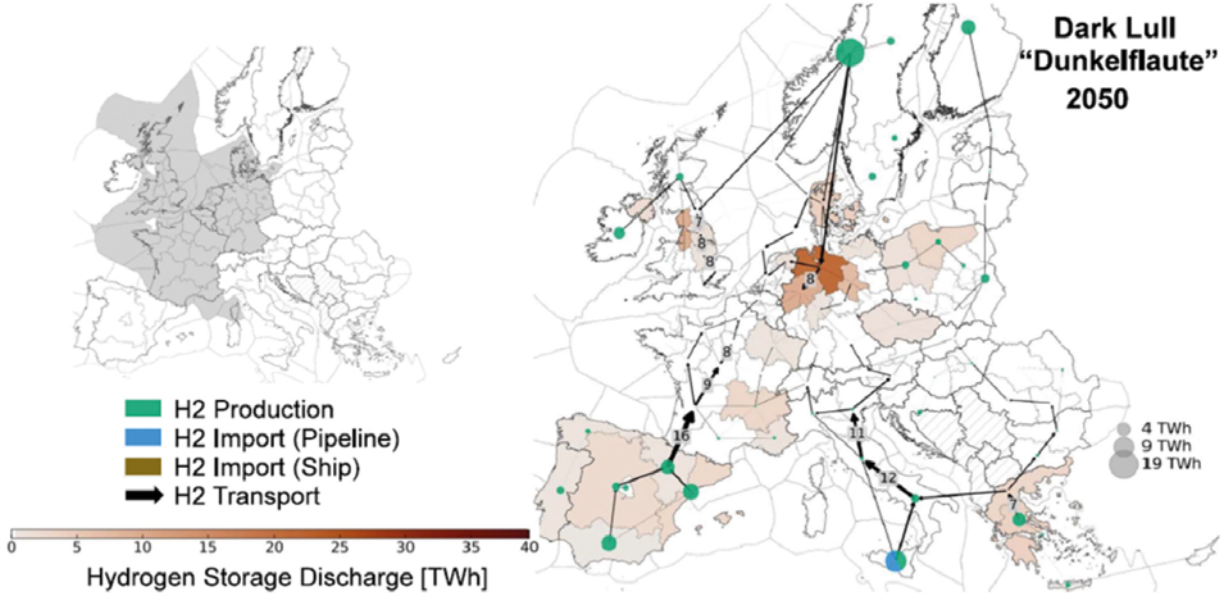 Dark Lull
“Dunkelflaute”
2050
7
8
8
8
8
9
16
11
12
7
H2 Production
H2 Import (Pipeline)
H2 Import (Ship)
H2 Transport
4 TWh
9 TWh
19 TWh
0 5 10 15 20 25 30 35 40
Hydrogen Storage Discharge [TWh]